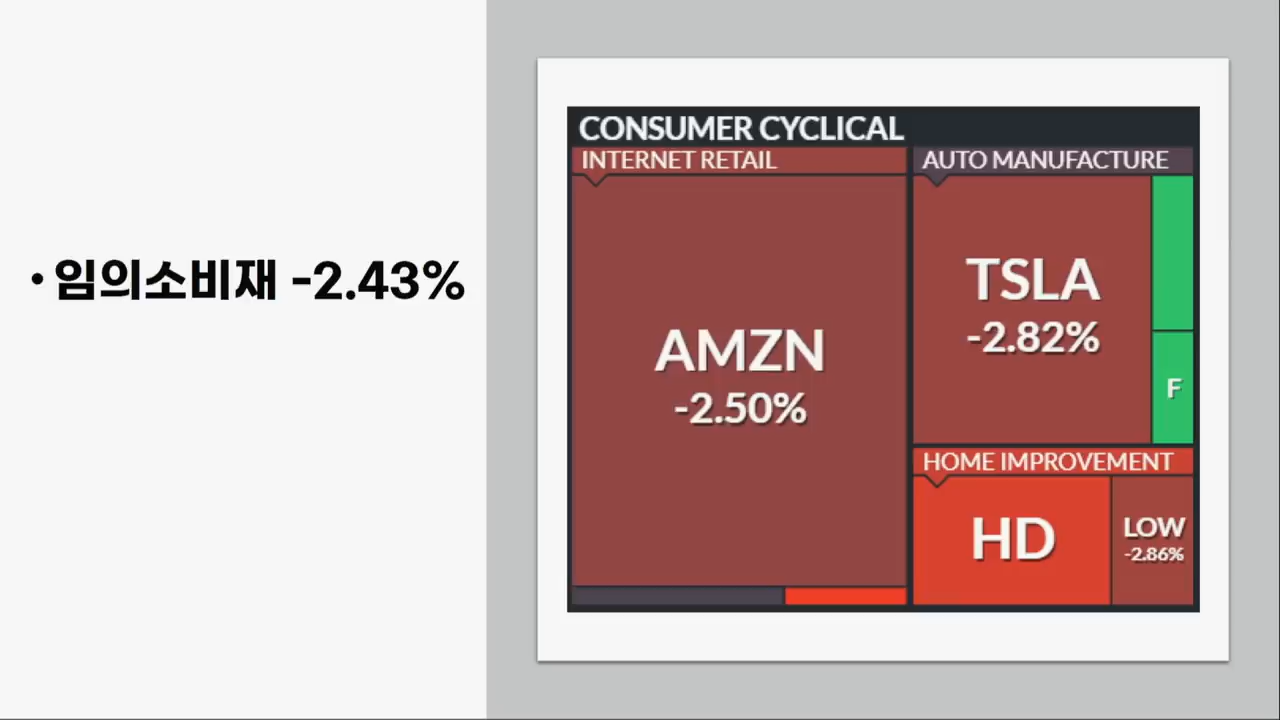 • 임의소비재 -2.43%
CONSUMER CYCLICAL
INTERNET RETAIL
AMZN
-2.50%
AUTO MANUFACTURE
TSLA
-2.82%
F
HOME IMPROVEMENT
HD
LOW
-2.86%